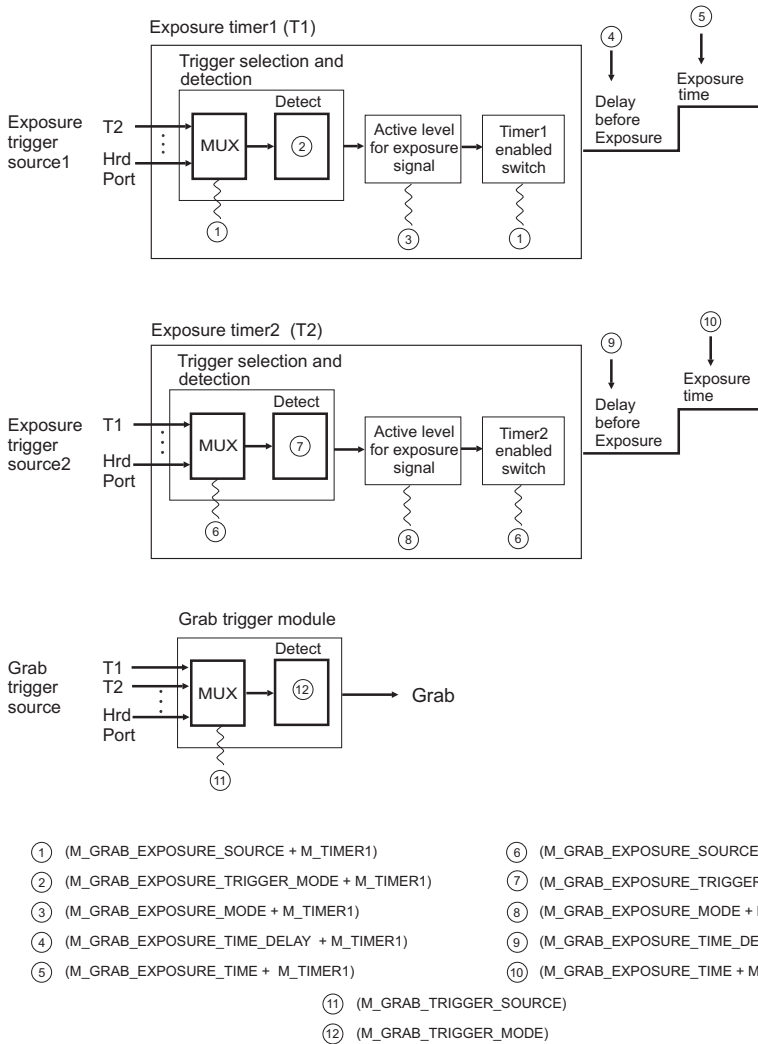 Exposure timer1 (T1)
④
⑤
Trigger selection and
detection
Detect
Exposure
trigger
source1
T2
Hrd
Port
MUX
②
Active level
for exposure
signal
Timer1
enabled
switch
Delay
before
Exposure
Exposure
time
①
③
①
Exposure timer2 (T2)
⑨
⑩
Trigger selection and
detection
Detect
Exposure
trigger
source2
T1
Hrd
Port
MUX
⑦
Active level
for exposure
signal
Timer2
enabled
switch
Delay
before
Exposure
Exposure
time
⑥
⑧
⑥
Grab trigger module
Detect
Grab
trigger
source
T1
T2
Hrd
Port
MUX
⑫
Grab
⑪
① (M_GRAB_EXPOSURE_SOURCE + M_TIMER1)
② (M_GRAB_EXPOSURE_TRIGGER_MODE + M_TIMER1)
③ (M_GRAB_EXPOSURE_MODE + M_TIMER1)
④ (M_GRAB_EXPOSURE_TIME_DELAY + M_TIMER1)
⑤ (M_GRAB_EXPOSURE_TIME + M_TIMER1)
⑥ (M_GRAB_EXPOSURE_SOURCE
⑦ (M_GRAB_EXPOSURE_TRIGGER
⑧ (M_GRAB_EXPOSURE_MODE +
⑨ (M_GRAB_EXPOSURE_TIME_DE
⑩ (M_GRAB_EXPOSURE_TIME + M
⑪ (M_GRAB_TRIGGER_SOURCE)
⑫ (M_GRAB_TRIGGER_MODE)